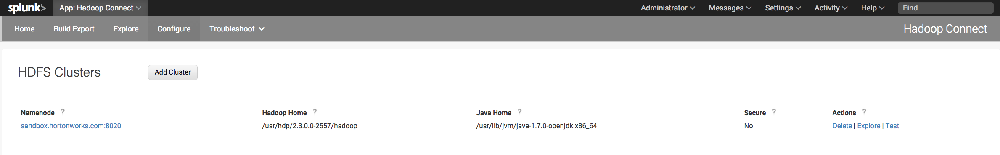 splunk> App: Hadoop Connect Administrator Messages Settings Activity Help Find
Home Build Export Explore Configure Troubleshoot Hadoop Connect
HDFS Clusters Add Cluster
Namenode ? Hadoop Home ? Java Home ? Secure ? Actions ?
sandbox.hortonworks.com:8020 /usr/hdp/2.3.0.0-2557/hadoop /usr/lib/jvm/java-1.7.0-openjdk.x86_64 No Delete | Explore | Test